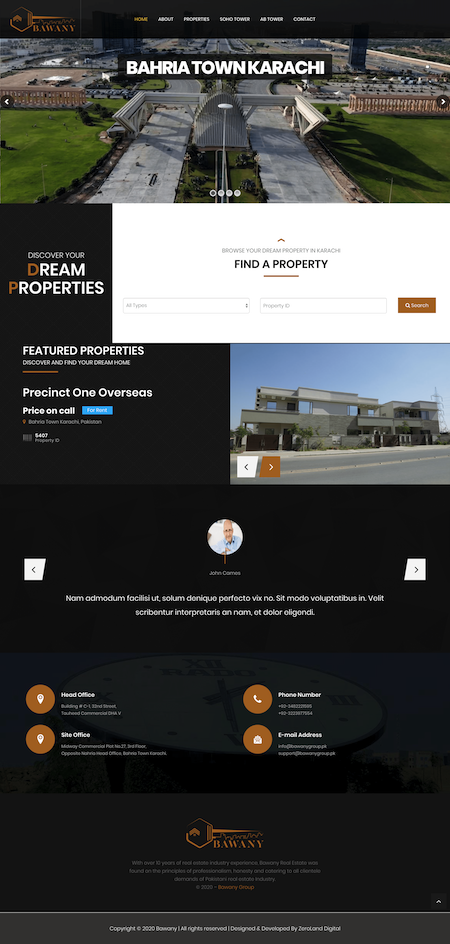 BAWANY
HOME ABOUT PROPERTIES SOHO TOWER AB TOWER CONTACT
BAHRIA TOWN KARACHI
DISCOVER YOUR
DREAM
PROPERTIES
BROWSE YOUR DREAM PROPERTY IN KARACHI
FIND A PROPERTY
All Types
Property ID
Search
FEATURED PROPERTIES
DISCOVER AND FIND YOUR DREAM HOME
Precinct One Overseas
Price on call For Rent
Bahria Town Karachi, Pakistan
5407
Property ID
John Carnes
Nam admodum facilisi ut, solum denique perfecto vix no. Sit modo voluptatibus in. Velit
scribentur interpretaris an nam, et dolor eligendi.
Head Office
Building # C-1, 32nd Street,
Tauheed Commercial DHA V
Phone Number
Site Office
Midway Commercial Plot No.27, 3rd Floor,
Opposite Nahria Head Office, Bahria Town Karachi,
E-mail Address
info@bawanygroup.pk
support@bawanygroup.pk
BAWANY
With over 10 years of real estate industry experience, Bawany Real Estate was
found on the principles of professionalism, honesty and catering to all clientele
demands of Pakistani real estate industry.
© 2020 - Bawany Group
Copyright © 2020 Bawany | All rights reserved | Designed & Developed By ZeroLand Digital